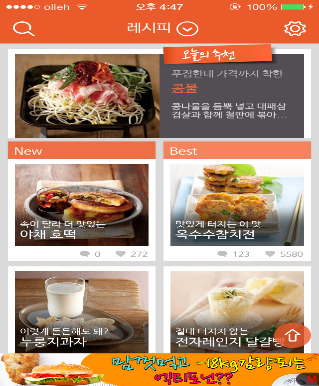 olleh 오후 4:47 100%
레시피
오늘의 추천
푸짐한데 가격까지 착한
콩불
콩나물을 듬뿍 넣고 대패삼
겹살과 함께 철판에 볶아...
New
Best
속이 달라 더 맛있는
야채 호떡
맛있게 터지는 이 맛
옥수수참치전
0 272
123 5580
이렇게 든든해도 돼?
누룽지과자
절대 터지지 않는
전자레인지 달걀빵
맘껏먹고 -18kg감량되는